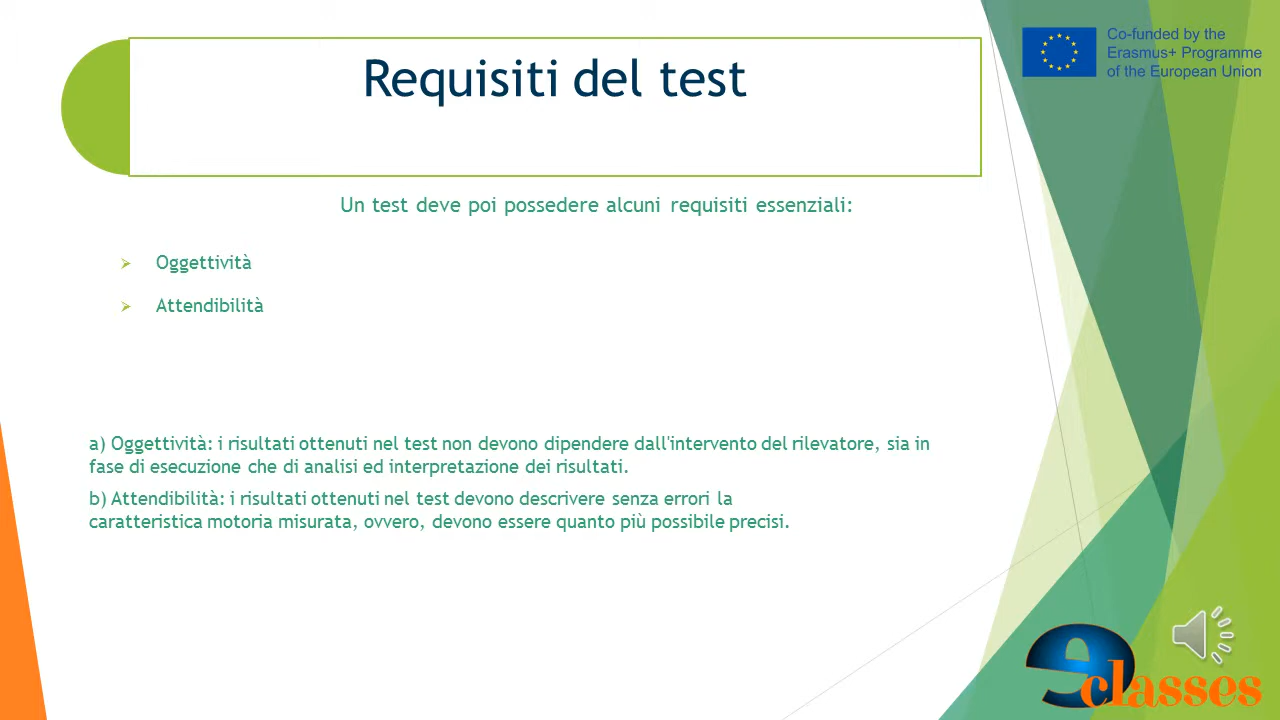 Co-funded by the
Erasmus+ Programme
of the European Union
Requisiti del test
Un test deve poi possedere alcuni requisiti essenziali:
Oggettività
Attendibilità
a) Oggettività: i risultati ottenuti nel test non devono dipendere dall'intervento del rilevatore, sia in
fase di esecuzione che di analisi ed interpretazione dei risultati.
b) Attendibilità: i risultati ottenuti nel test devono descrivere senza errori la
caratteristica motoria misurata, ovvero, devono essere quanto più possibile precisi.
e classes